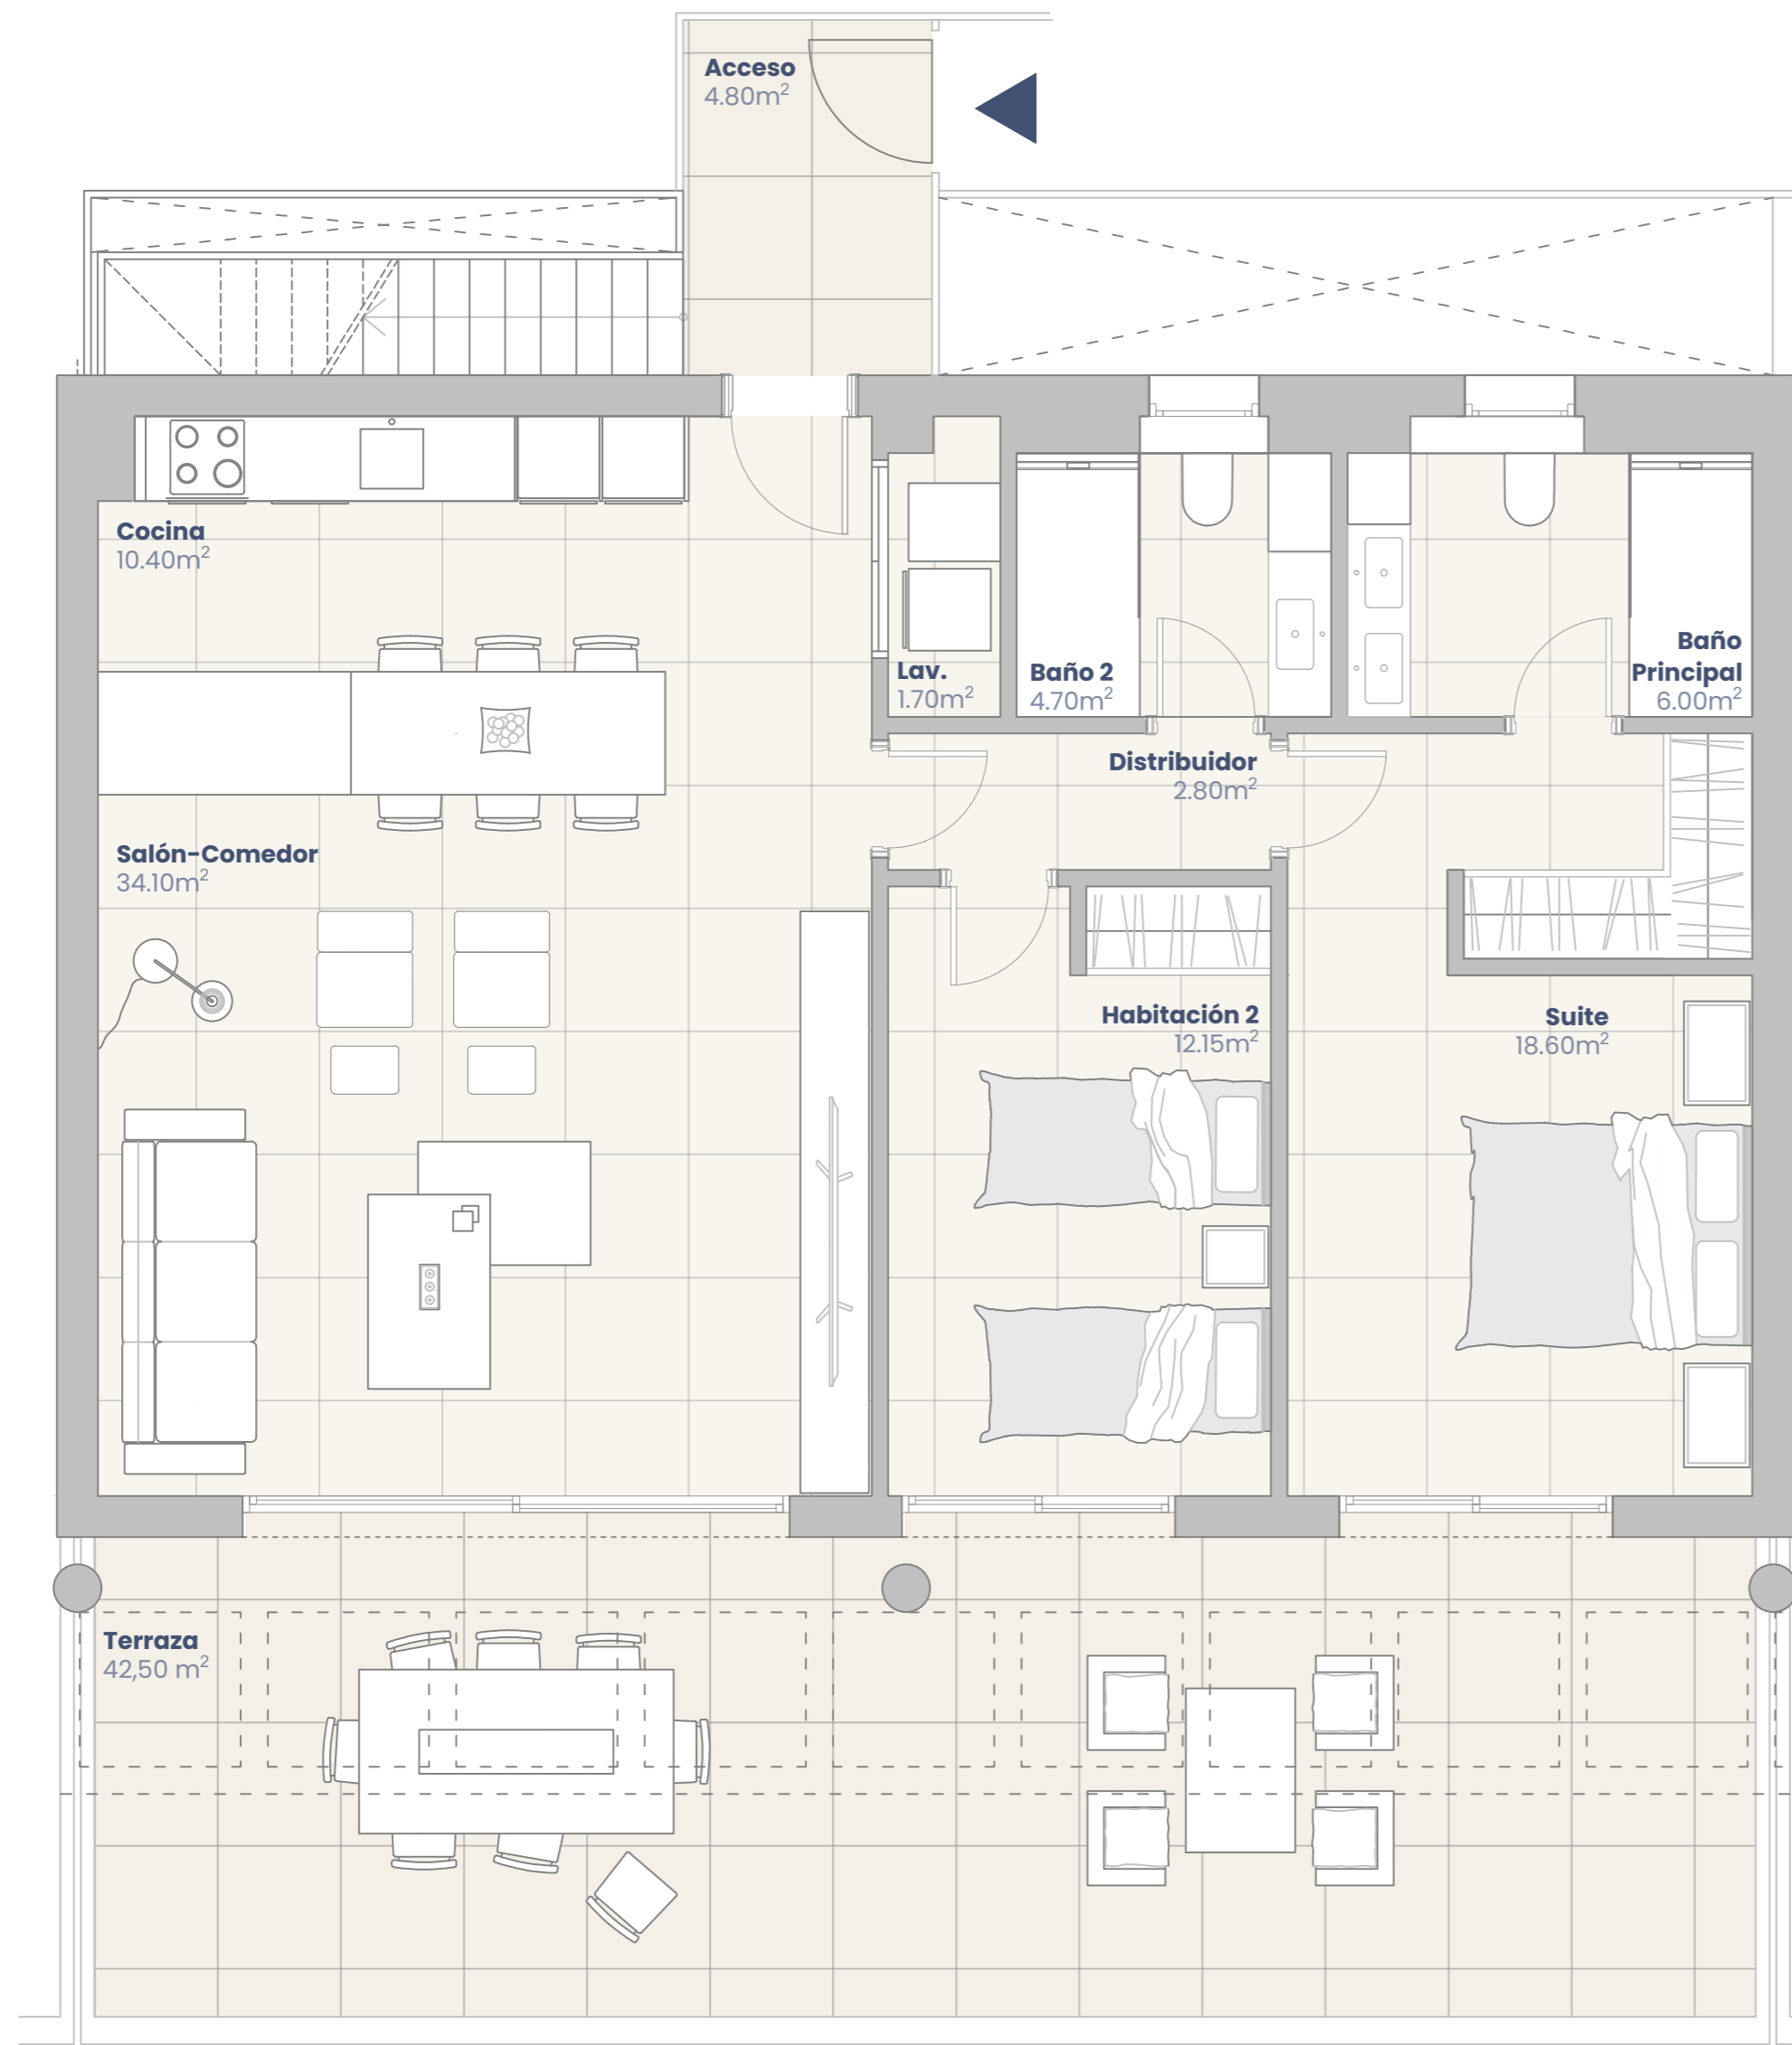 Acceso
4.80m²
Cocina
10.40m²
Lav.
1.70m²
Baño 2
4.70m²
Baño
Principal
6.00m²
Distribuidor
2.80m²
Salón-Comedor
34.10m²
Habitación 2
12.15m²
Suite
18.60m²
Terraza
42,50 m²